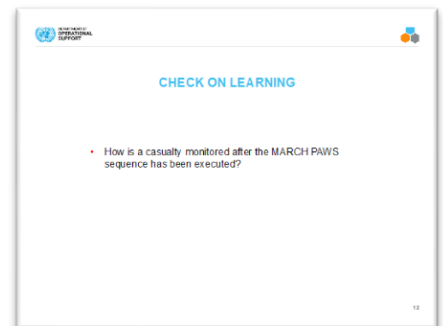 DEPARTMENT OF
OPERATIONAL
SUPPORT
CHECK ON LEARNING
• How is a casualty monitored after the MARCH PAWS
sequence has been executed?
12